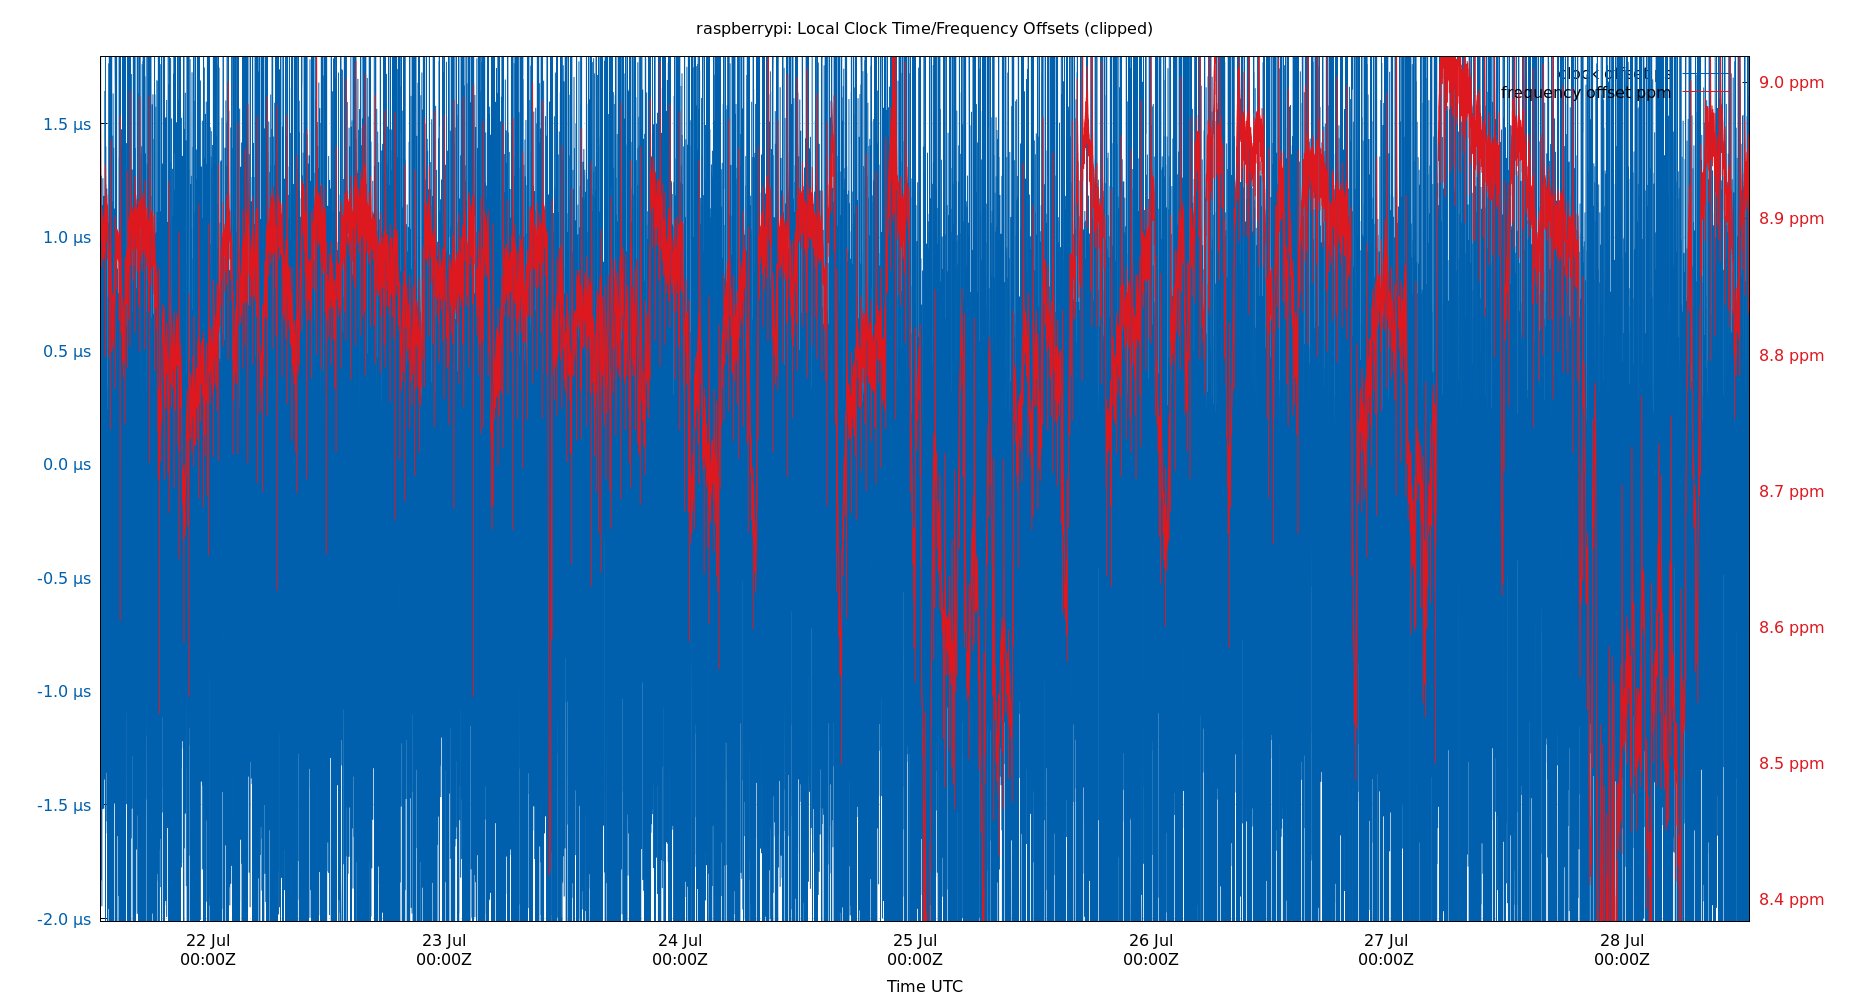 raspberrypi: Local Clock Time/Frequency Offsets (clipped)
clock offset
frequency offset ppm
1.5 µs
1.0 µs
0.5 µs
0.0 µs
-0.5 µs
-1.0 µs
-1.5 µs
-2.0 µs
9.0 ppm
8.9 ppm
8.8 ppm
8.7 ppm
8.6 ppm
8.5 ppm
8.4 ppm
22 Jul
00:00Z
23 Jul
00:00Z
24 Jul
00:00Z
25 Jul
00:00Z
26 Jul
00:00Z
27 Jul
00:00Z
28 Jul
00:00Z
Time UTC